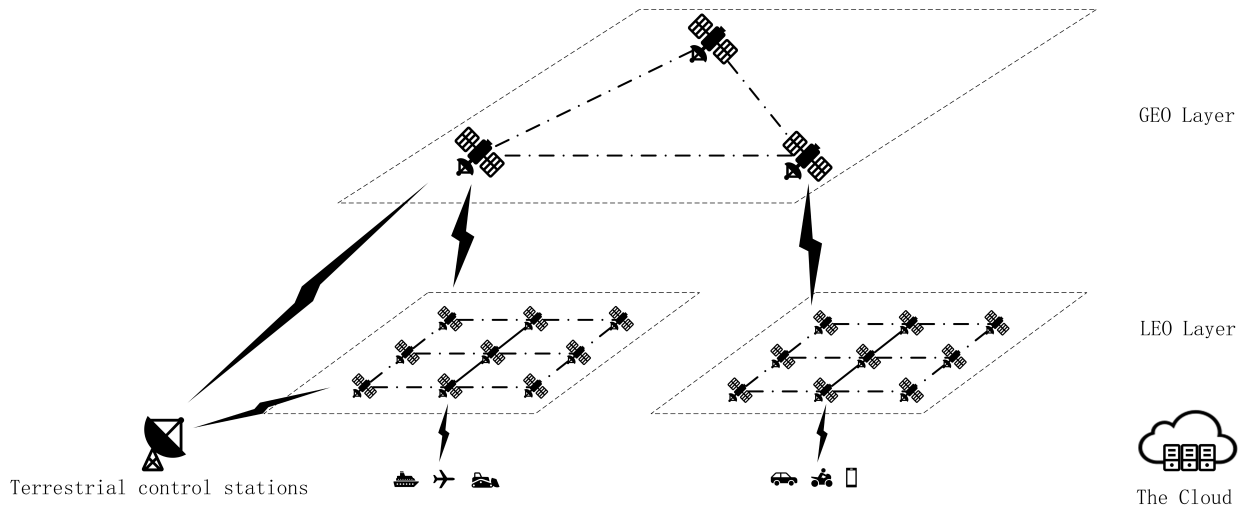 GEO Layer
LEO Layer
Terrestrial control stations
The Cloud